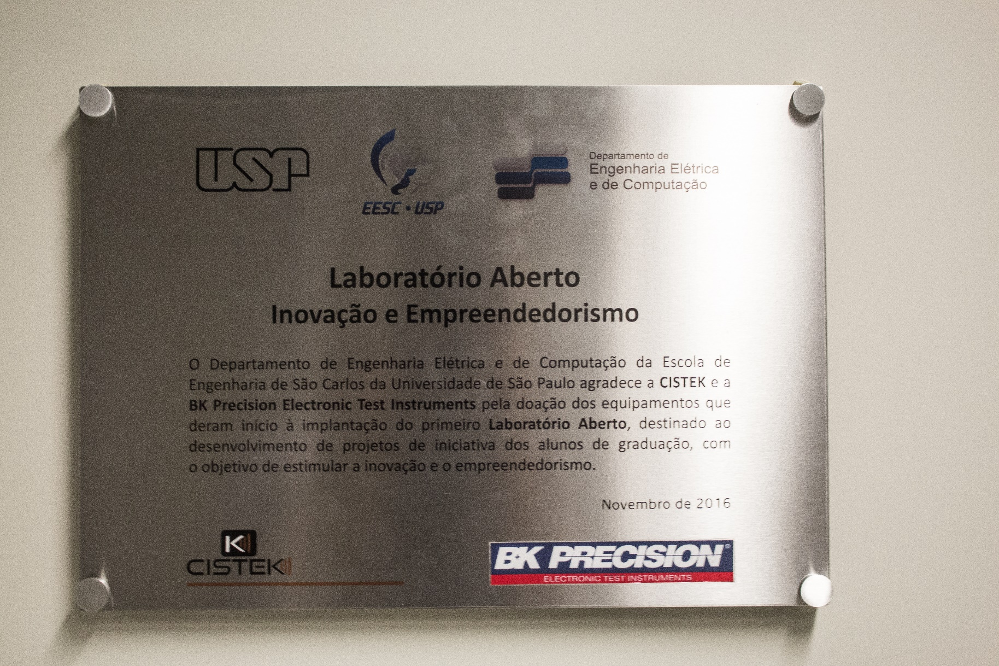 USP
EESC • USP
Departamento de
Engenharia Elétrica
e de Computação
Laboratório Aberto
Inovação e Empreendedorismo
O Departamento de Engenharia Elétrica e de Computação da Escola de
Engenharia de São Carlos da Universidade de São Paulo agradece a CISTEK e a
BK Precision Electronic Test Instruments pela doação dos equipamentos que
deram início à implantação do primeiro Laboratório Aberto, destinado ao
desenvolvimento de projetos de iniciativa dos alunos de graduação, com
o objetivo de estimular a inovação e o empreendedorismo.
Novembro de 2016
K
CISTEK
BK PRECISION®
ELECTRONIC TEST INSTRUMENTS